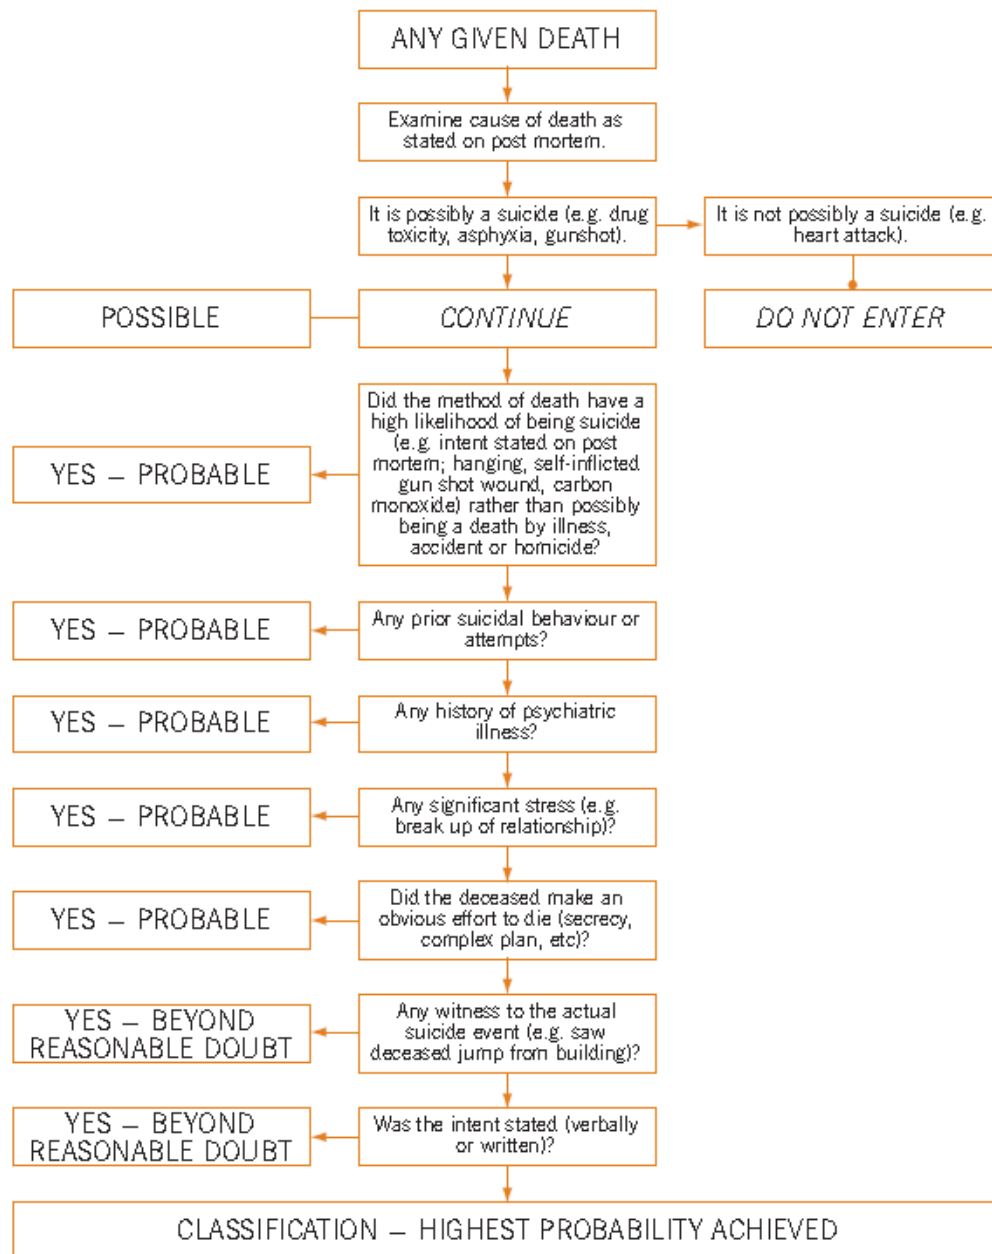 ANY GIVEN DEATH
Examine cause of death as
stated on post mortem.
It is possibly a suicide (e.g. drug
toxicity, asphyxia, gunshot).
It is not possibly a suicide (e.g.
heart attack).
POSSIBLE
CONTINUE
DO NOT ENTER
Did the method of death have a
high likelihood of being suicide
(e.g. intent stated on post
mortem; hanging, self-inflicted
gun shot wound, carbon
monoxide) rather than possibly
being a death by illness,
accident or homicide?
YES – PROBABLE
Any prior suicidal behaviour or
attempts?
YES – PROBABLE
Any history of psychiatric
illness?
YES – PROBABLE
Any significant stress (e.g.
break up of relationship)?
YES – PROBABLE
Did the deceased make an
obvious effort to die (secrecy,
complex plan, etc)?
YES – PROBABLE
Any witness to the actual
suicide event (e.g. saw
deceased jump from building)?
YES – BEYOND
REASONABLE DOUBT
Was the intent stated (verbally
or written)?
YES – BEYOND
REASONABLE DOUBT
CLASSIFICATION – HIGHEST PROBABILITY ACHIEVED